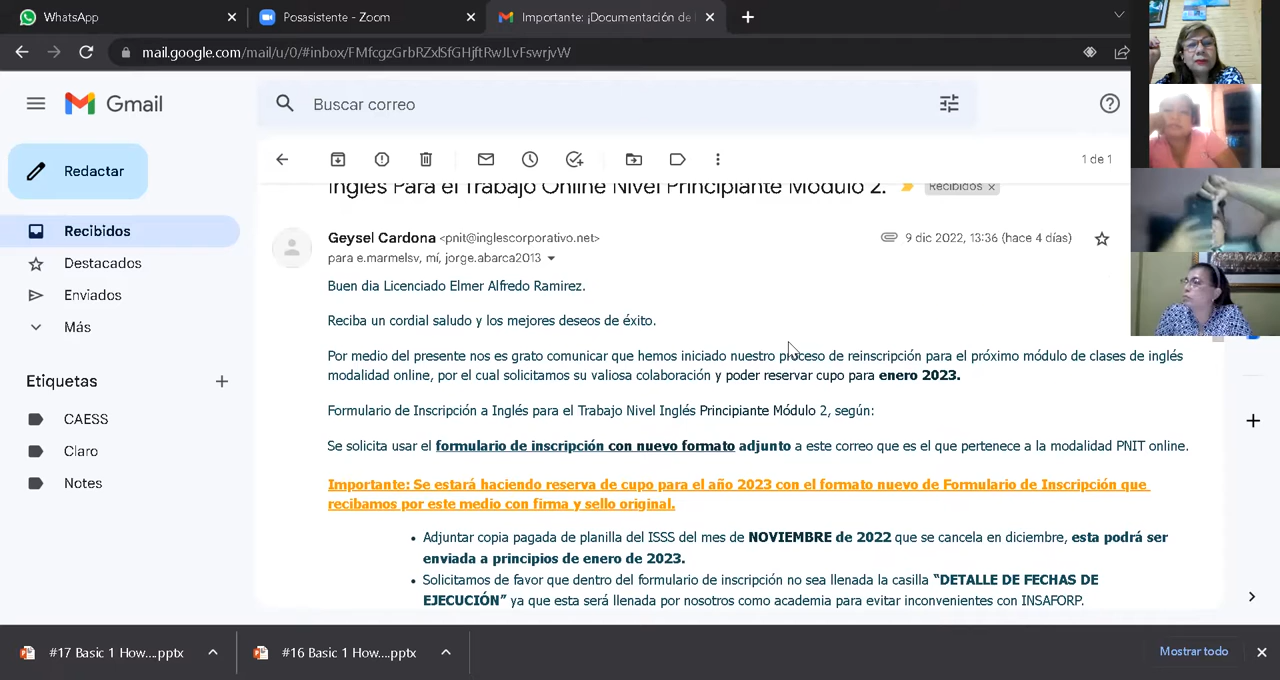 WhatsApp
Posasistente - Zoom
Importante: ¡Documentación de
mail.google.com/mail/u/0/#inbox/FMfcgzGrbRZxlSfGHjftRwJLvFswrjvW
Gmail
Buscar correo
Redactar
1 de 1
Inglés Para el Trabajo Online Nivel Principiante Módulo 2.
Recibidos
Recibidos
Destacados
Enviados
Más
Etiquetas
CAESS
Claro
Notes
Geysel Cardona <pnit@inglescorporativo.net>
9 dic 2022, 13:36 (hace 4 días)
para e.marmelsv, mí, jorge.abarca2013
Buen dia Licenciado Elmer Alfredo Ramirez.
Reciba un cordial saludo y los mejores deseos de éxito.
Por medio del presente nos es grato comunicar que hemos iniciado nuestro proceso de reinscripción para el próximo módulo de clases de inglés
modalidad online, por el cual solicitamos su valiosa colaboración y poder reservar cupo para enero 2023.
Formulario de Inscripción a Inglés para el Trabajo Nivel Inglés Principiante Módulo 2, según:
Se solicita usar el formulario de inscripción con nuevo formato adjunto a este correo que es el que pertenece a la modalidad PNIT online.
Importante: Se estará haciendo reserva de cupo para el año 2023 con el formato nuevo de Formulario de Inscripción que
recibamos por este medio con firma y sello original.
• Adjuntar copia pagada de planilla del ISSS del mes de NOVIEMBRE de 2022 que se cancela en diciembre, esta podrá ser
enviada a principios de enero de 2023.
• Solicitamos de favor que dentro del formulario de inscripción no sea llenada la casilla “DETALLE DE FECHAS DE
EJECUCIÓN” ya que esta será llenada por nosotros como academia para evitar inconvenientes con INSAFORP.
#17 Basic 1 How....pptx
#16 Basic 1 How....pptx
Mostrar todo